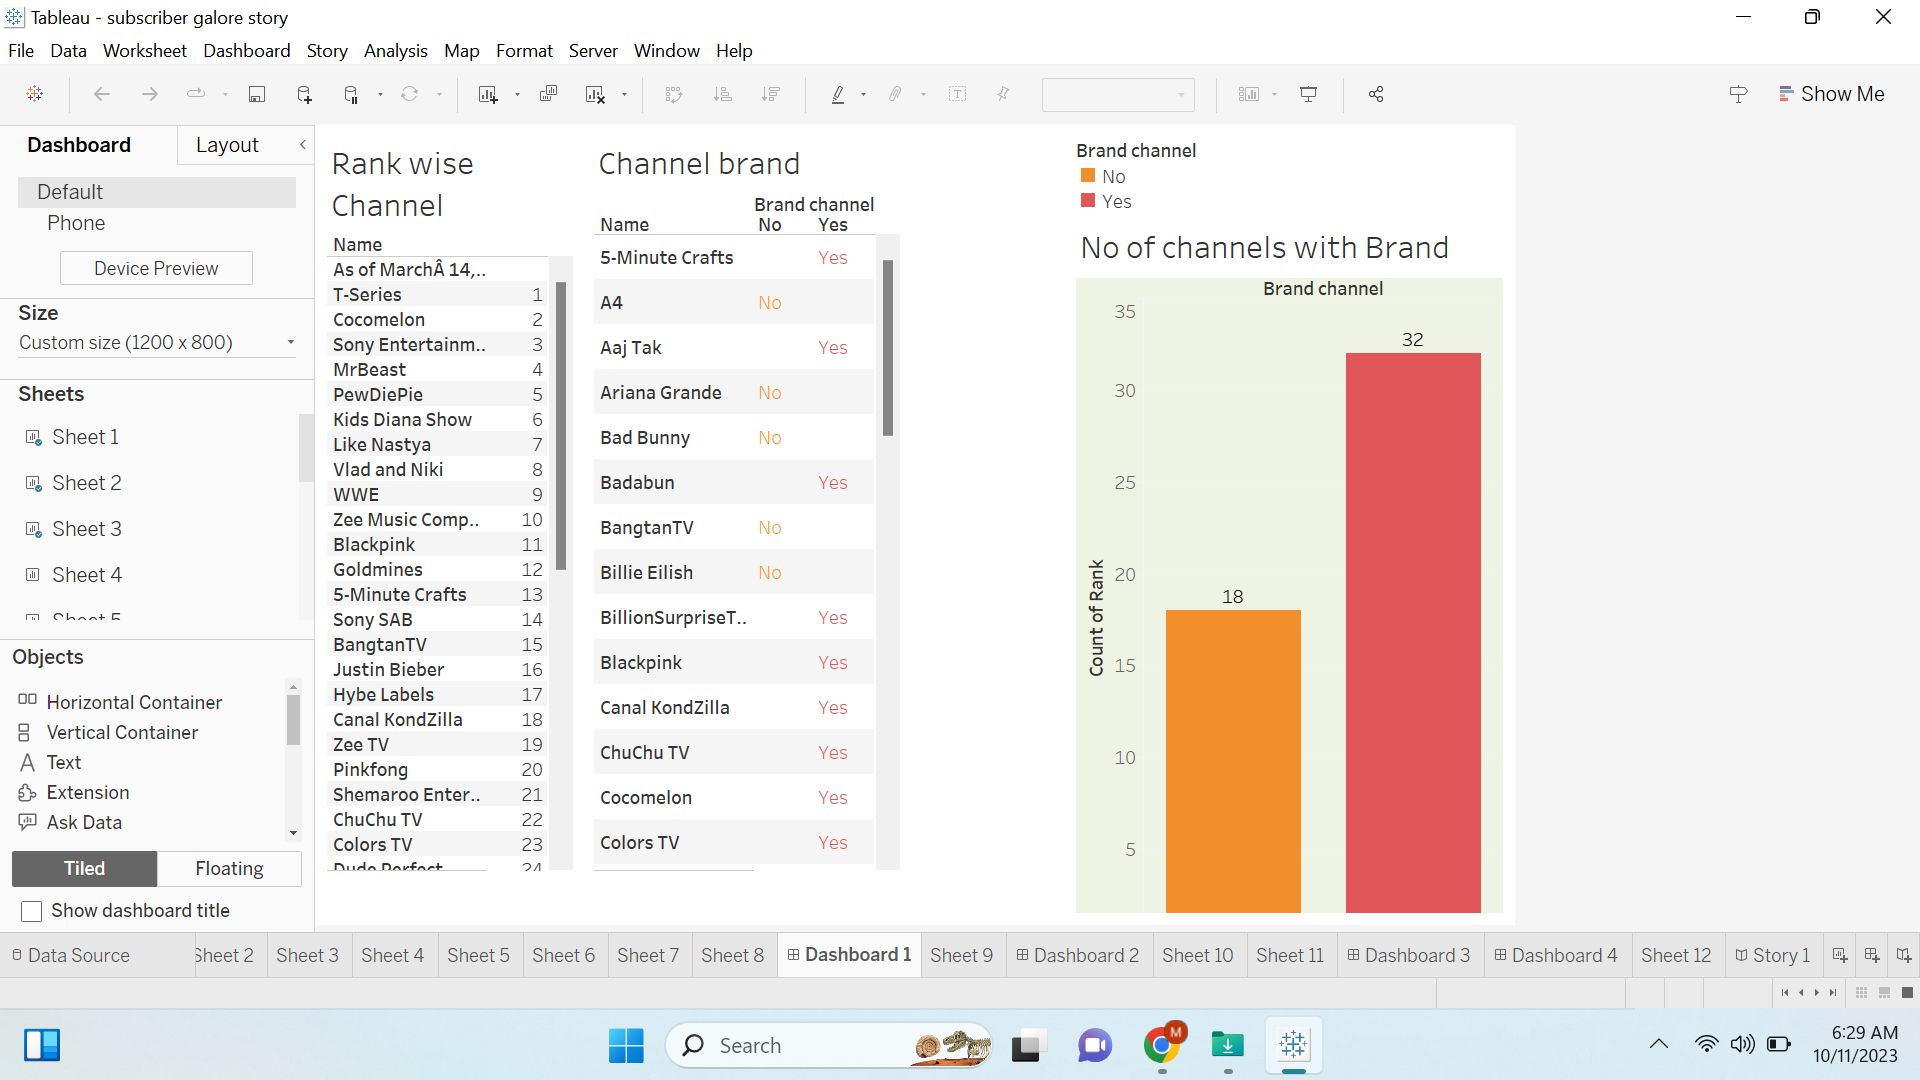 Tableau - subscriber galore story
File Data Worksheet Dashboard Story Analysis Map Format Server Window Help
Show Me
Dashboard Layout
Default
Phone
Device Preview
Size
Custom size (1200 x 800)
Sheets
Sheet 1
Sheet 2
Sheet 3
Sheet 4
Sheet 5
Objects
Horizontal Container
Vertical Container
Text
Extension
Ask Data
Tiled Floating
Show dashboard title
Rank wise
Channel
Name
As of MarchÂ 14,..
T-Series 1
Cocomelon 2
Sony Entertainm.. 3
MrBeast 4
PewDiePie 5
Kids Diana Show 6
Like Nastya 7
Vlad and Niki 8
WWE 9
Zee Music Comp.. 10
Blackpink 11
Goldmines 12
5-Minute Crafts 13
Sony SAB 14
BangtanTV 15
Justin Bieber 16
Hybe Labels 17
Canal KondZilla 18
Zee TV 19
Pinkfong 20
Shemaroo Enter.. 21
ChuChu TV 22
Colors TV 23
Dude Perfect 24
Channel brand
Brand channel
Name No Yes
5-Minute Crafts Yes
A4 No
Aaj Tak Yes
Ariana Grande No
Bad Bunny No
Badabun Yes
BangtanTV No
Billie Eilish No
BillionSurpriseT.. Yes
Blackpink Yes
Canal KondZilla Yes
ChuChu TV Yes
Cocomelon Yes
Colors TV Yes
Brand channel
No
Yes
No of channels with Brand
Brand channel
35
30
25
20
15
10
5
Count of Rank
18
32
Data Source Sheet 2 Sheet 3 Sheet 4 Sheet 5 Sheet 6 Sheet 7 Sheet 8 Dashboard 1 Sheet 9 Dashboard 2 Sheet 10 Sheet 11 Dashboard 3 Dashboard 4 Sheet 12 Story 1
Search
M
6:29 AM
10/11/2023